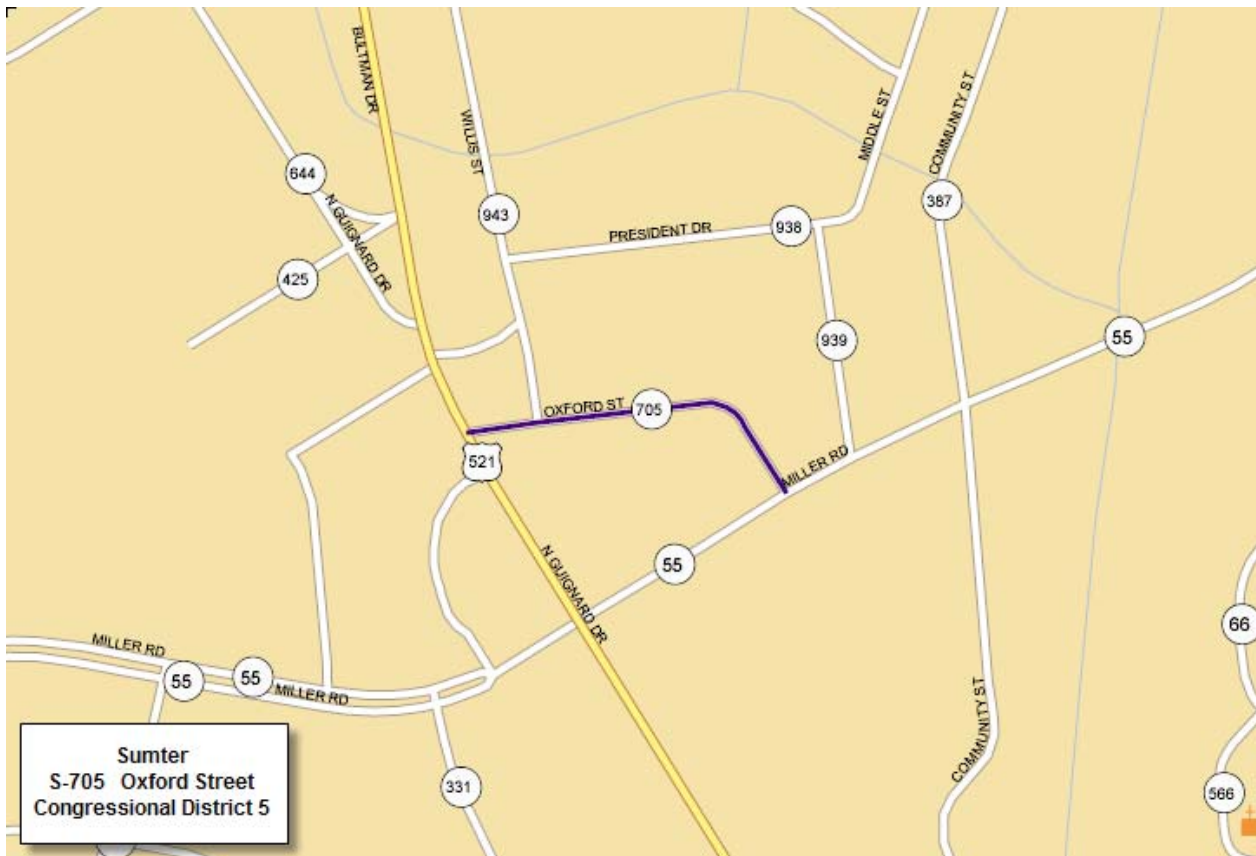 BULTMAN DR
WILLIS ST
MIDDLE ST
COMMUNITY ST
644
N GUIGNARD DR
943
387
938
PRESIDENT DR
425
939
55
OXFORD ST
705
521
MILLER RD
55
N GUIGNARD DR
66
MILLER RD
55
55
MILLER RD
COMMUNITY ST
331
566
Sumter
S-705 Oxford Street
Congressional District 5